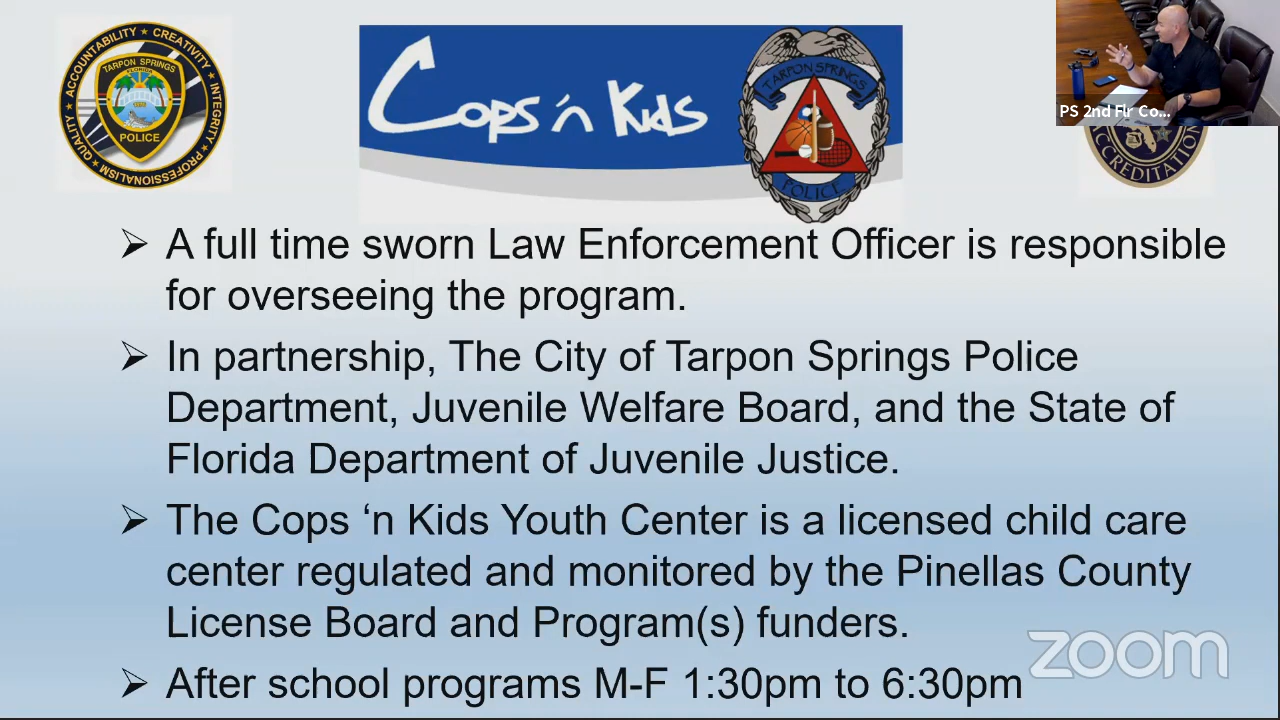 ACCOUNTABILITY ★ CREATIVITY ★ INTEGRITY ★ PROFESSIONALISM ★ QUALITY ★
TARPON SPRINGS
FLORIDA
POLICE
Cops 'n Kids
TARPON SPRINGS
POLICE
PS 2nd Flr Co...
CCREDITATION
➢ A full time sworn Law Enforcement Officer is responsible
for overseeing the program.
➢ In partnership, The City of Tarpon Springs Police
Department, Juvenile Welfare Board, and the State of
Florida Department of Juvenile Justice.
➢ The Cops ‘n Kids Youth Center is a licensed child care
center regulated and monitored by the Pinellas County
License Board and Program(s) funders.
➢ After school programs M-F 1:30pm to 6:30pm
zoom